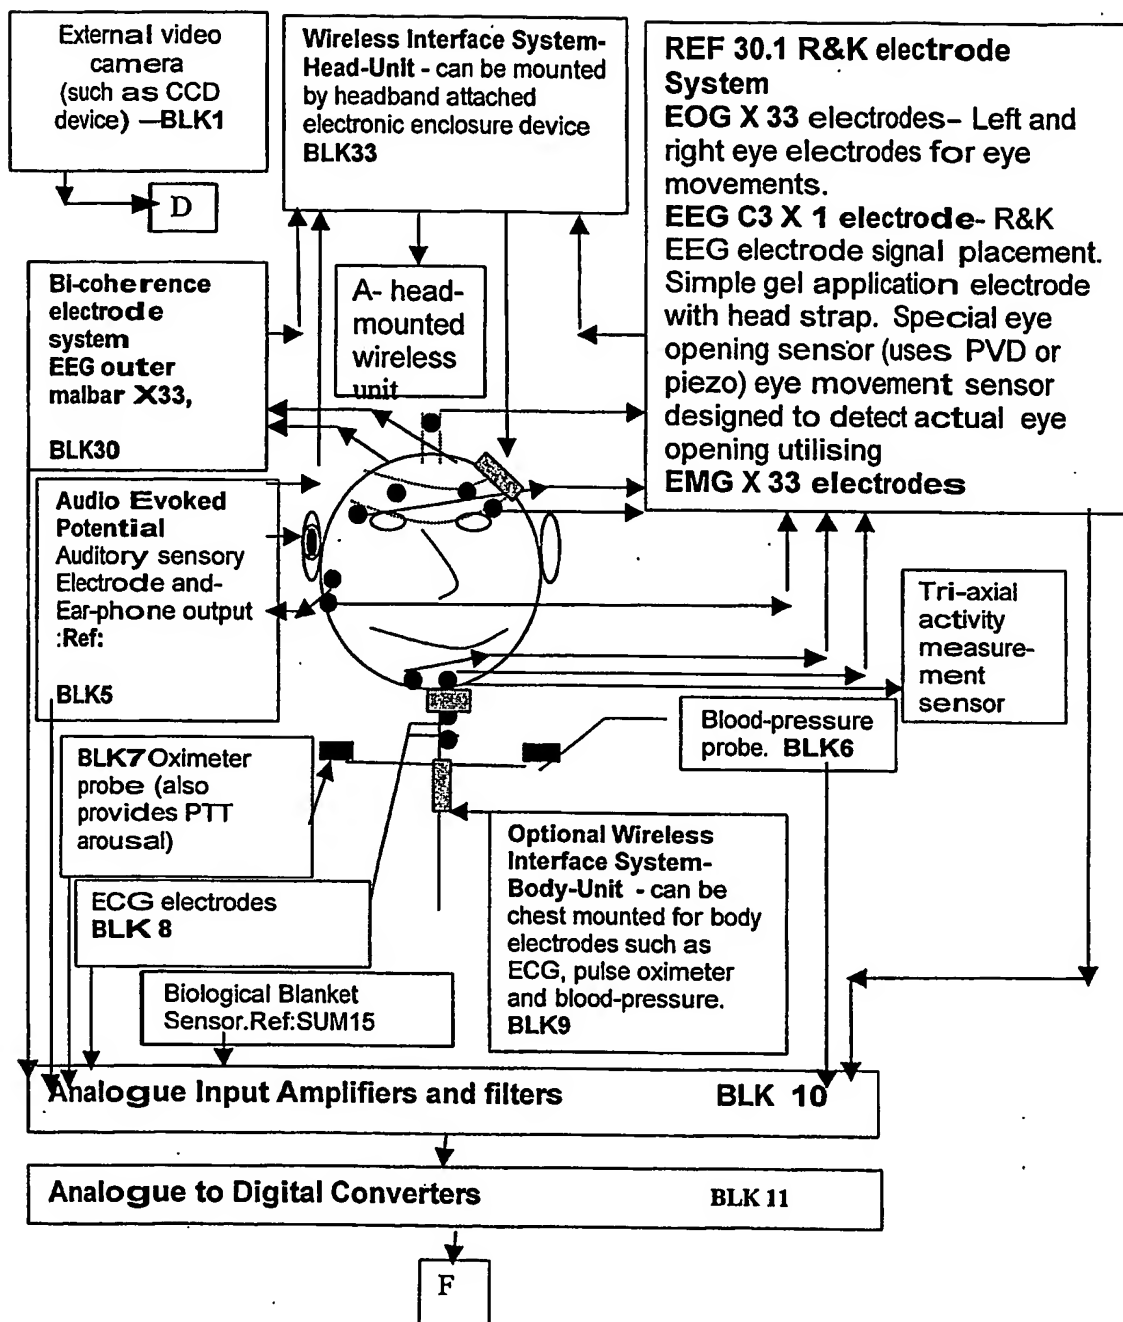 External video
camera
(such as CCD
device) —BLK1
D
Wireless Interface System-
Head-Unit - can be mounted
by headband attached
electronic enclosure device
BLK33
REF 30.1 R&K electrode
System
EOG X 33 electrodes– Left and
right eye electrodes for eye
movements.
EEG C3 X 1 electrode- R&K
EEG electrode signal placement.
Simple gel application electrode
with head strap. Special eye
opening sensor (uses PVD or
piezo) eye movement sensor
designed to detect actual eye
opening utilising
EMG X 33 electrodes
Bi-coherence
electrode
system
EEG outer
malbar X33,
BLK30
A- head-
mounted
wireless
unit
Audio Evoked
Potential
Auditory sensory
Electrode and-
Ear-phone output
:Ref:
BLK5
Tri-axial
activity
measure-
ment
sensor
Blood-pressure
probe. BLK6
BLK7 Oximeter
probe (also
provides PTT
arousal)
Optional Wireless
Interface System-
Body-Unit - can be
chest mounted for body
electrodes such as
ECG, pulse oximeter
and blood-pressure.
BLK9
ECG electrodes
BLK 8
Biological Blanket
Sensor.Ref:SUM15
Analogue Input Amplifiers and filters BLK 10
Analogue to Digital Converters BLK 11
F